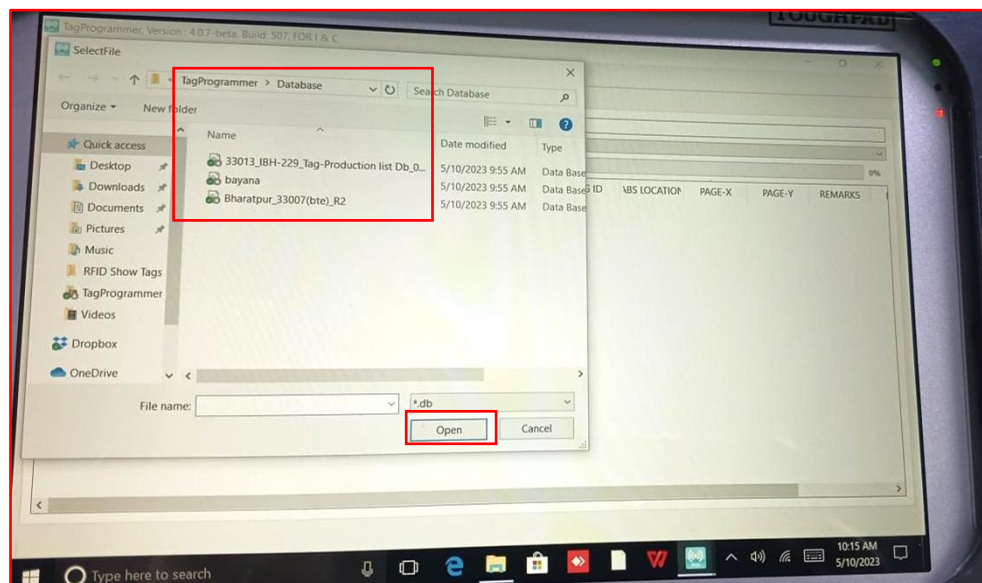 TOUGHPAD
TagProgrammer, Version : 4.0.7-beta, Build: 507, FOR I & C
SelectFile
TagProgrammer > Database
Search Database
Organize
New folder
Name
Date modified
Type
Quick access
Desktop
Downloads
Documents
Pictures
Music
RFID Show Tags
TagProgrammer
Videos
Dropbox
OneDrive
33013_IBH-229_Tag-Production list Db_0... 5/10/2023 9:55 AM Data Base
bayana 5/10/2023 9:55 AM Data Base
Bharatpur_33007(bte)_R2 5/10/2023 9:55 AM Data Base
0%
ID ABS LOCATION PAGE-X PAGE-Y REMARKS
File name:
*.db
Open
Cancel
Type here to search
10:15 AM
5/10/2023